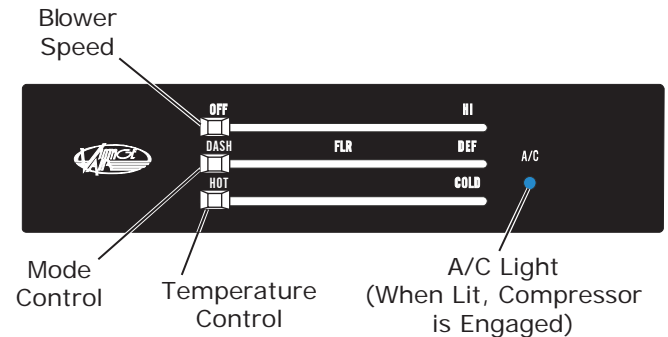 Blower
Speed
OFF HI
DASH FLR DEF
HOT COLD
A/C
Mode
Control
Temperature
Control
A/C Light
(When Lit, Compressor
is Engaged)